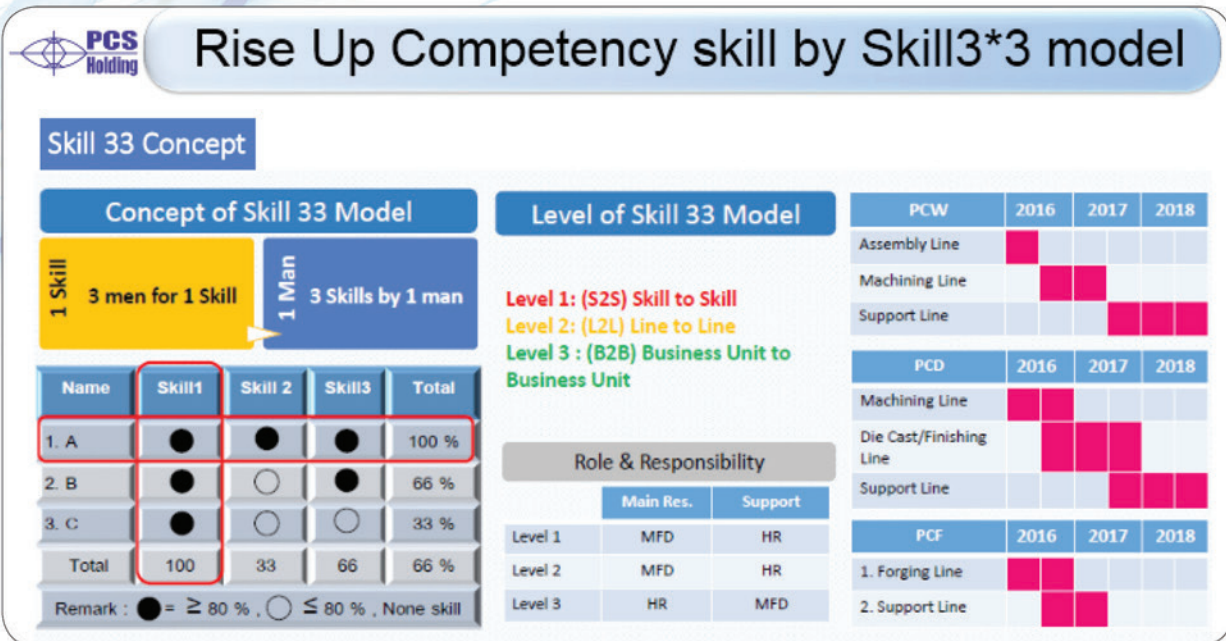 PCS
Holding
Rise Up Competency skill by Skill3*3 model
Skill 33 Concept
Concept of Skill 33 Model
1 Skill
3 men for 1 Skill
1 Man
3 Skills by 1 man
Name Skill1 Skill 2 Skill3 Total
1. A ● ● ● 100 %
2. B ● ○ ● 66 %
3. C ● ○ ○ 33 %
Total 100 33 66 66 %
Remark : ● = ≥ 80 % , ○ ≤ 80 % , None skill
Level of Skill 33 Model
Level 1: (S2S) Skill to Skill
Level 2: (L2L) Line to Line
Level 3 : (B2B) Business Unit to
Business Unit
Role & Responsibility
Main Res. Support
Level 1 MFD HR
Level 2 MFD HR
Level 3 HR MFD
PCW 2016 2017 2018
Assembly Line
Machining Line
Support Line
PCD 2016 2017 2018
Machining Line
Die Cast/Finishing
Line
Support Line
PCF 2016 2017 2018
1. Forging Line
2. Support Line